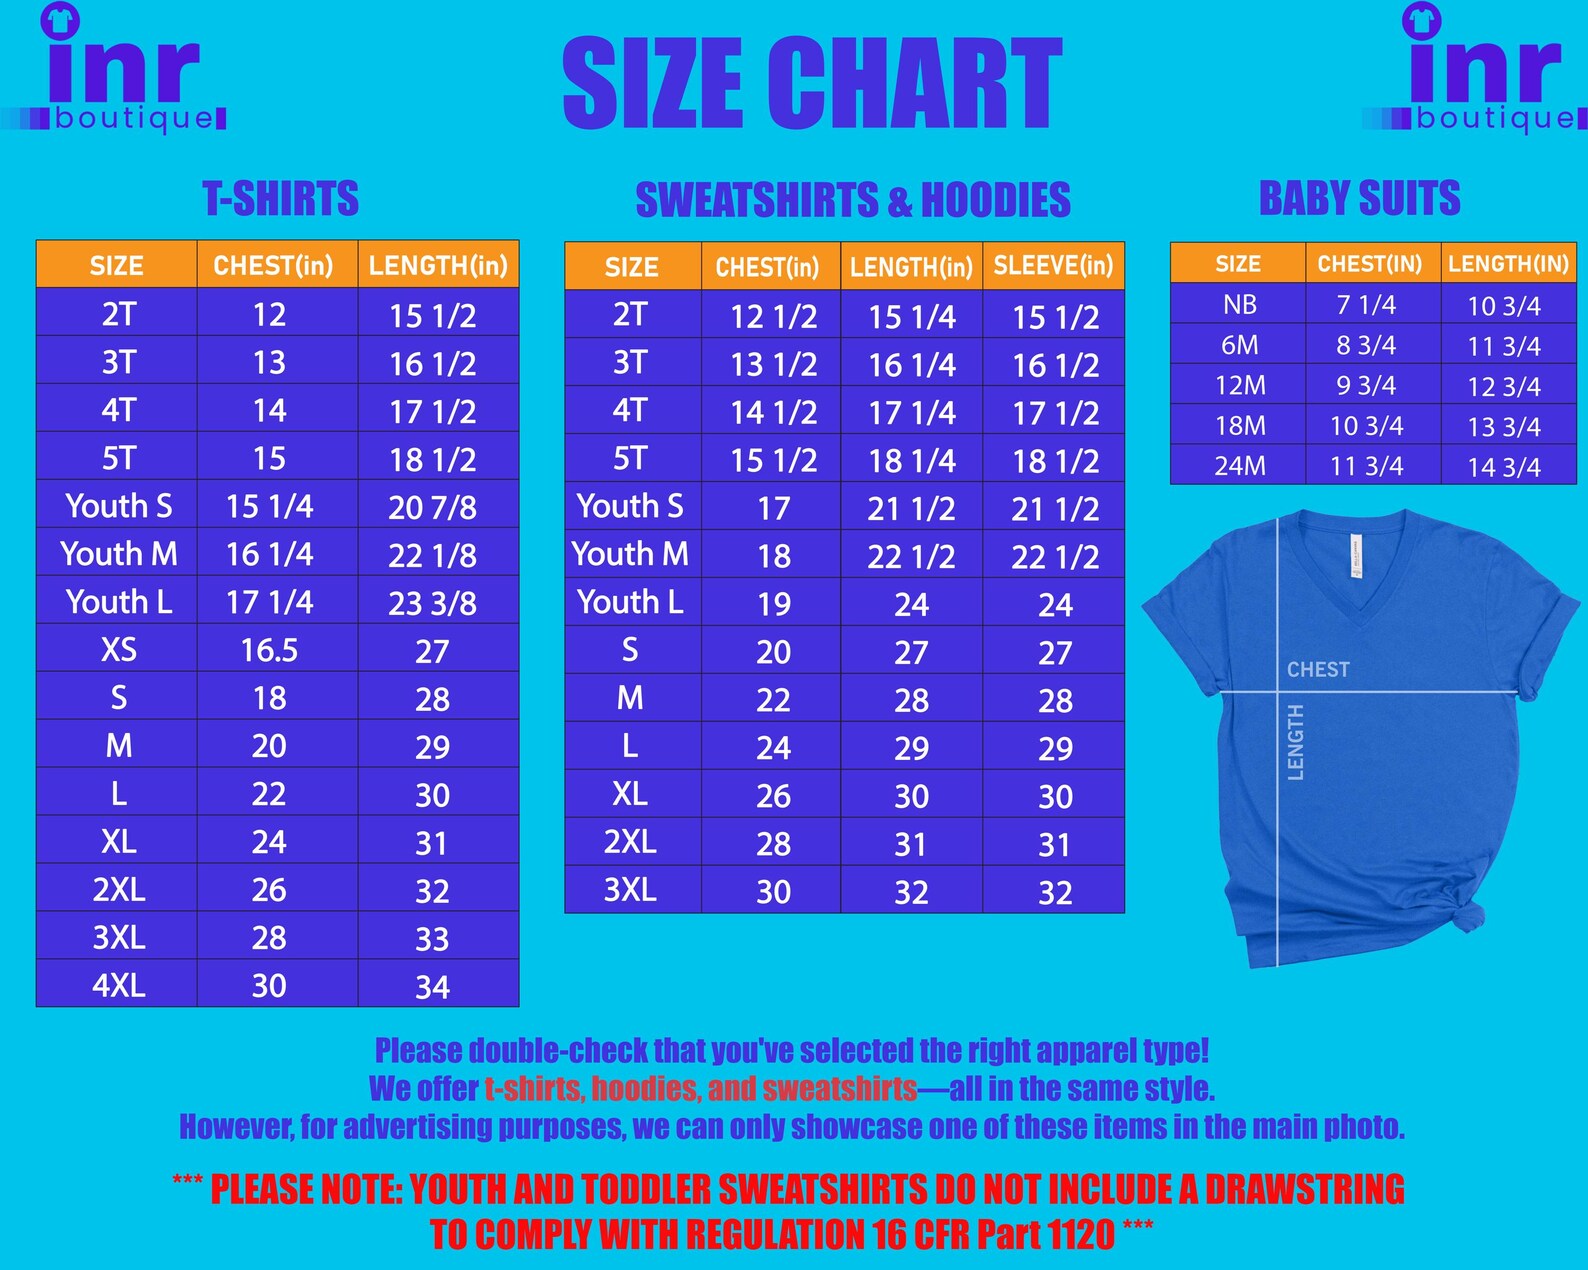 inr
boutique
SIZE CHART
inr
boutique
T-SHIRTS
SIZE CHEST(in) LENGTH(in)
2T 12 15 1/2
3T 13 16 1/2
4T 14 17 1/2
5T 15 18 1/2
Youth S 15 1/4 20 7/8
Youth M 16 1/4 22 1/8
Youth L 17 1/4 23 3/8
XS 16.5 27
S 18 28
M 20 29
L 22 30
XL 24 31
2XL 26 32
3XL 28 33
4XL 30 34
SWEATSHIRTS & HOODIES
SIZE CHEST(in) LENGTH(in) SLEEVE(in)
2T 12 1/2 15 1/4 15 1/2
3T 13 1/2 16 1/4 16 1/2
4T 14 1/2 17 1/4 17 1/2
5T 15 1/2 18 1/4 18 1/2
Youth S 17 21 1/2 21 1/2
Youth M 18 22 1/2 22 1/2
Youth L 19 24 24
S 20 27 27
M 22 28 28
L 24 29 29
XL 26 30 30
2XL 28 31 31
3XL 30 32 32
BABY SUITS
SIZE CHEST(IN) LENGTH(IN)
NB 7 1/4 10 3/4
6M 8 3/4 11 3/4
12M 9 3/4 12 3/4
18M 10 3/4 13 3/4
24M 11 3/4 14 3/4
CHEST
LENGTH
Please double-check that you've selected the right apparel type!
We offer t-shirts, hoodies, and sweatshirts—all in the same style.
However, for advertising purposes, we can only showcase one of these items in the main photo.
*** PLEASE NOTE: YOUTH AND TODDLER SWEATSHIRTS DO NOT INCLUDE A DRAWSTRING
TO COMPLY WITH REGULATION 16 CFR Part 1120 ***